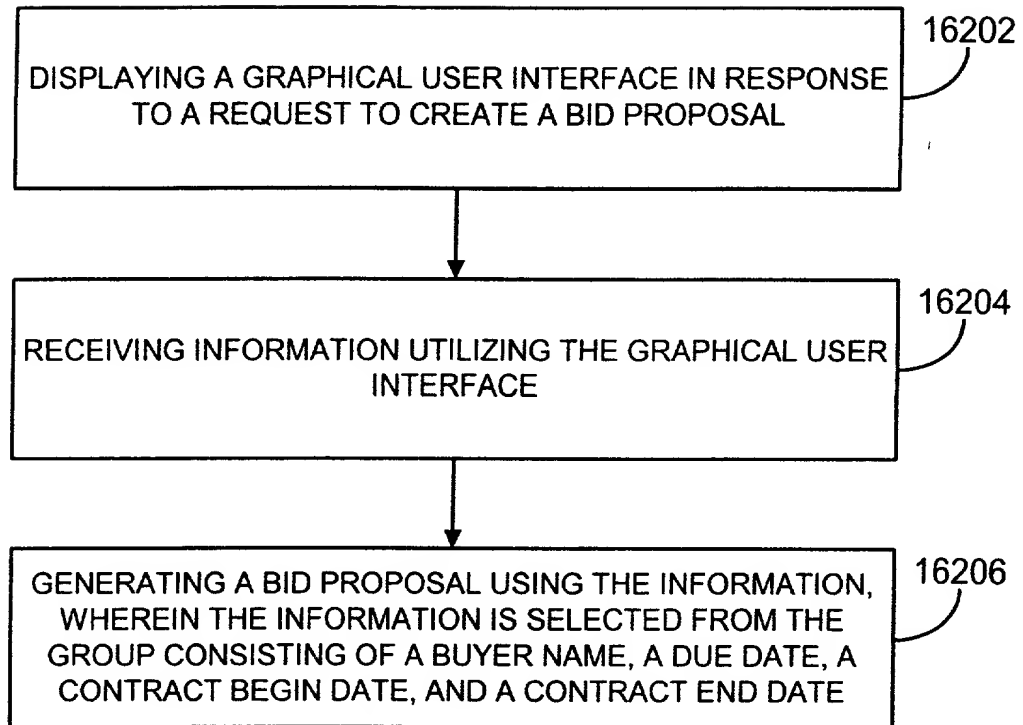 16202
DISPLAYING A GRAPHICAL USER INTERFACE IN RESPONSE
TO A REQUEST TO CREATE A BID PROPOSAL
16204
RECEIVING INFORMATION UTILIZING THE GRAPHICAL USER
INTERFACE
16206
GENERATING A BID PROPOSAL USING THE INFORMATION,
WHEREIN THE INFORMATION IS SELECTED FROM THE
GROUP CONSISTING OF A BUYER NAME, A DUE DATE, A
CONTRACT BEGIN DATE, AND A CONTRACT END DATE